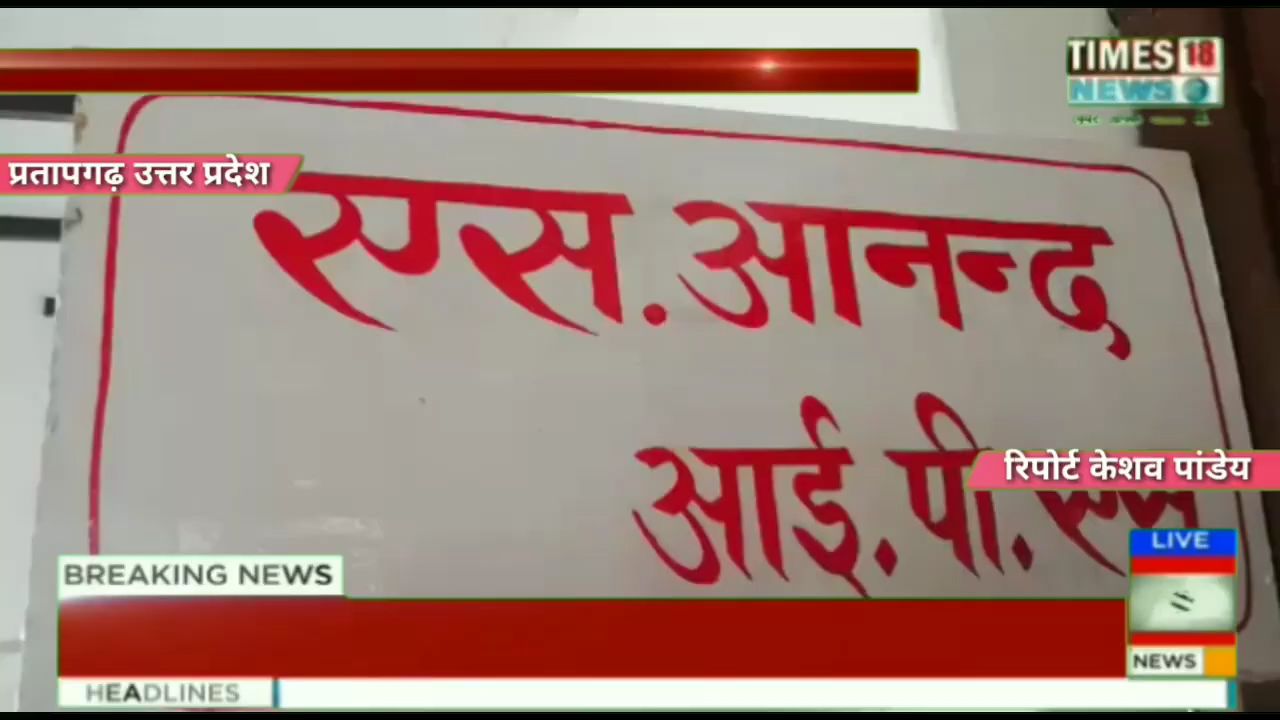 TIMES 18
NEWS
प्रतापगढ़ उत्तर प्रदेश
एस. आनन्द
आई. पी.
रिपोर्ट केशव पांडेय
LIVE
BREAKING NEWS
NEWS
HEADLINES